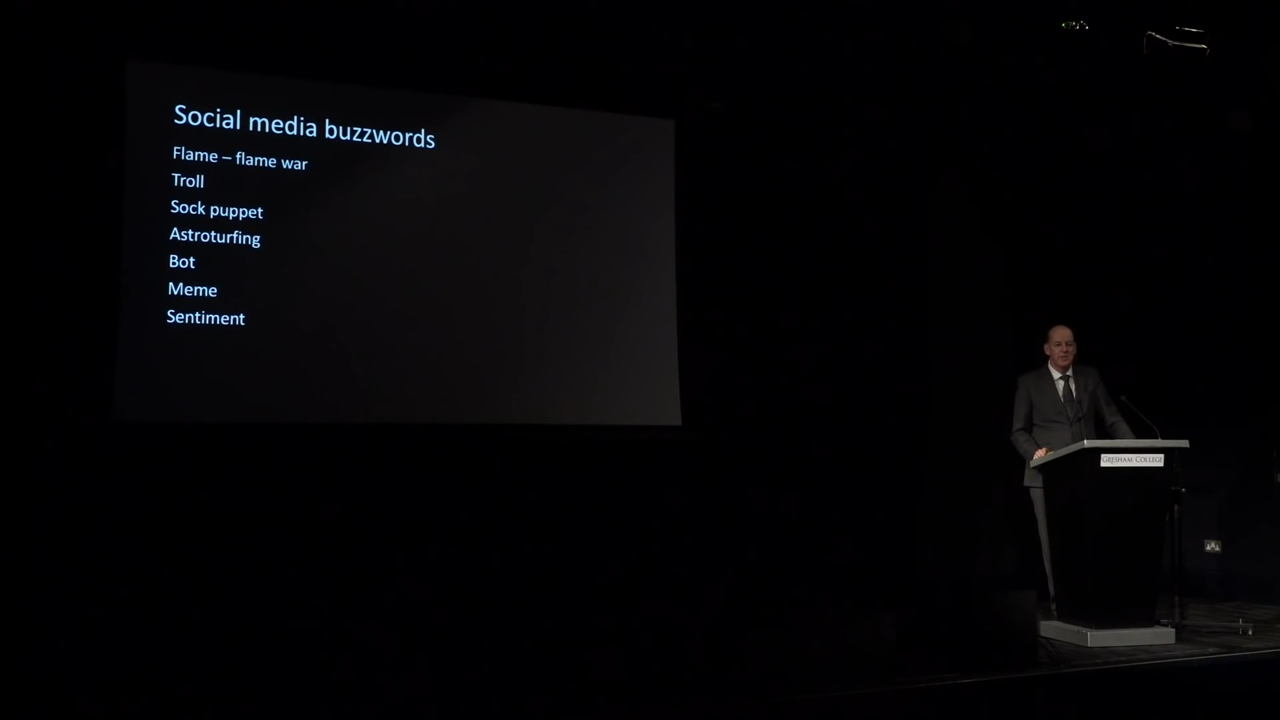 Social media buzzwords
Flame – flame war
Troll
Sock puppet
Astroturfing
Bot
Meme
Sentiment
GRESHAM COLLEGE